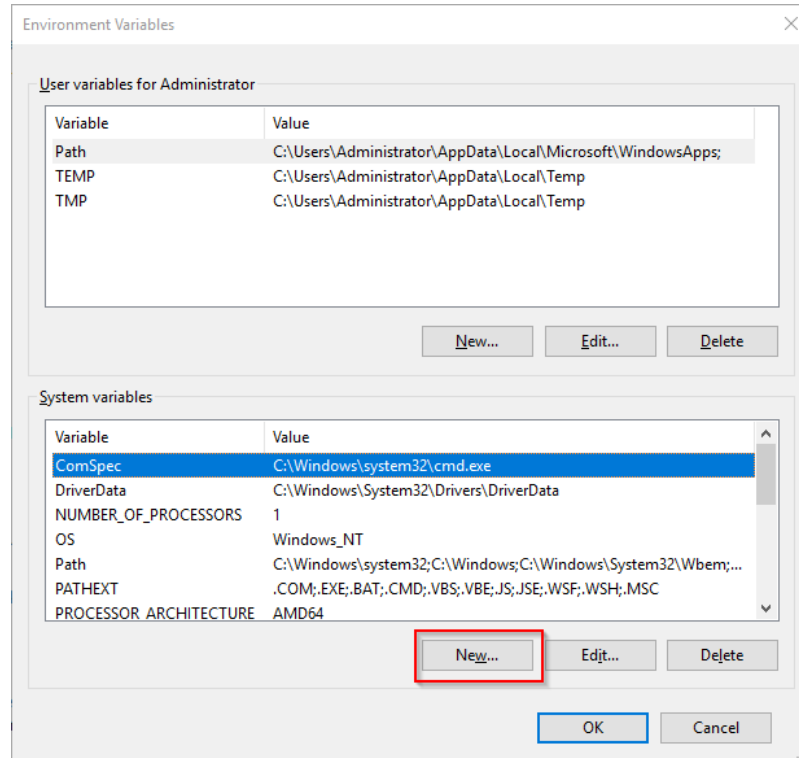 Environment Variables
User variables for Administrator
Variable Value
Path C:\Users\Administrator\AppData\Local\Microsoft\WindowsApps;
TEMP C:\Users\Administrator\AppData\Local\Temp
TMP C:\Users\Administrator\AppData\Local\Temp
New... Edit... Delete
System variables
Variable Value
ComSpec C:\Windows\system32\cmd.exe
DriverData C:\Windows\System32\Drivers\DriverData
NUMBER_OF_PROCESSORS 1
OS Windows_NT
Path C:\Windows\system32;C:\Windows;C:\Windows\System32\Wbem;...
PATHEXT .COM;.EXE;.BAT;.CMD;.VBS;.VBE;.JS;.JSE;.WSF;.WSH;.MSC
PROCESSOR_ARCHITECTURE AMD64
New... Edit... Delete
OK Cancel